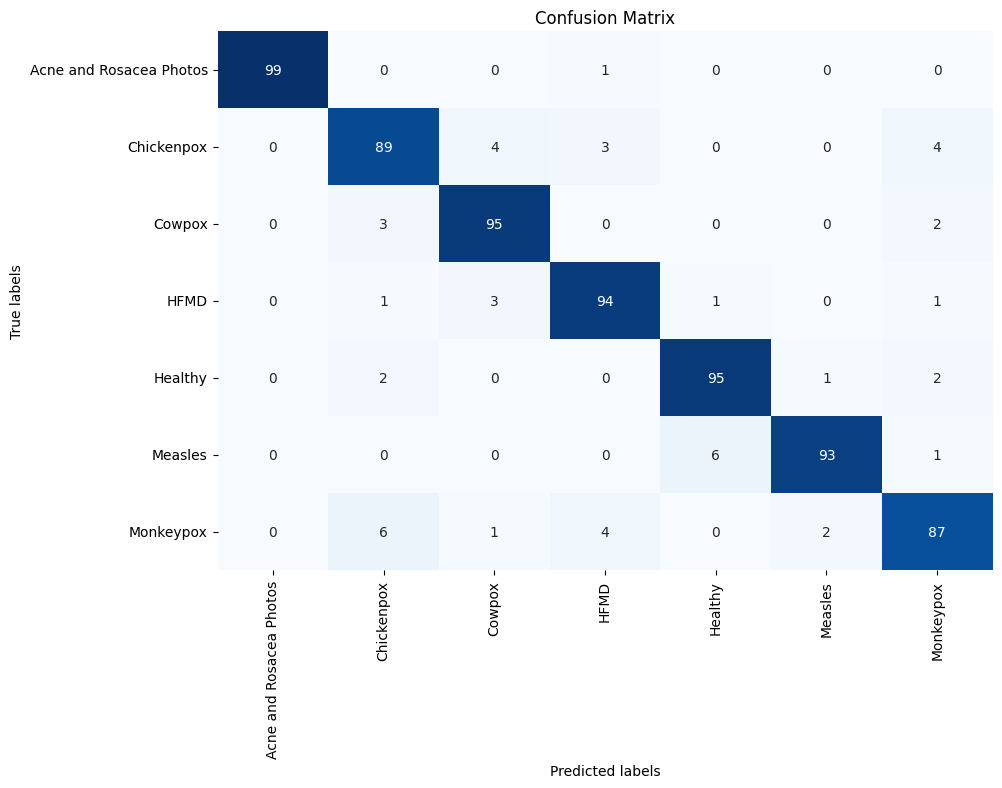 Confusion Matrix
True labels
Acne and Rosacea Photos 99 0 0 1 0 0 0
Chickenpox 0 89 4 3 0 0 4
Cowpox 0 3 95 0 0 0 2
HFMD 0 1 3 94 1 0 1
Healthy 0 2 0 0 95 1 2
Measles 0 0 0 0 6 93 1
Monkeypox 0 6 1 4 0 2 87
Acne and Rosacea Photos
Chickenpox
Cowpox
HFMD
Healthy
Measles
Monkeypox
Predicted labels